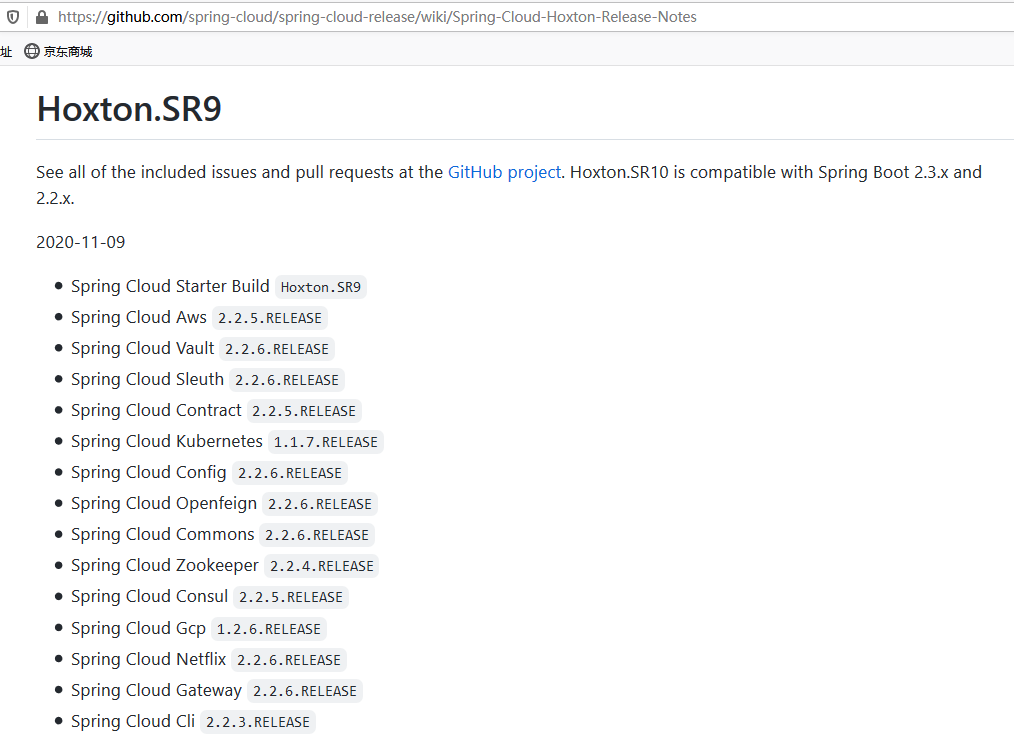 https://github.com/spring-cloud/spring-cloud-release/wiki/Spring-Cloud-Hoxton-Release-Notes
址 京东商城
Hoxton.SR9
See all of the included issues and pull requests at the GitHub project. Hoxton.SR10 is compatible with Spring Boot 2.3.x and
2.2.x.
2020-11-09
Spring Cloud Starter Build Hoxton.SR9
Spring Cloud Aws 2.2.5.RELEASE
Spring Cloud Vault 2.2.6.RELEASE
Spring Cloud Sleuth 2.2.6.RELEASE
Spring Cloud Contract 2.2.5.RELEASE
Spring Cloud Kubernetes 1.1.7.RELEASE
Spring Cloud Config 2.2.6.RELEASE
Spring Cloud Openfeign 2.2.6.RELEASE
Spring Cloud Commons 2.2.6.RELEASE
Spring Cloud Zookeeper 2.2.4.RELEASE
Spring Cloud Consul 2.2.5.RELEASE
Spring Cloud Gcp 1.2.6.RELEASE
Spring Cloud Netflix 2.2.6.RELEASE
Spring Cloud Gateway 2.2.6.RELEASE
Spring Cloud Cli 2.2.3.RELEASE